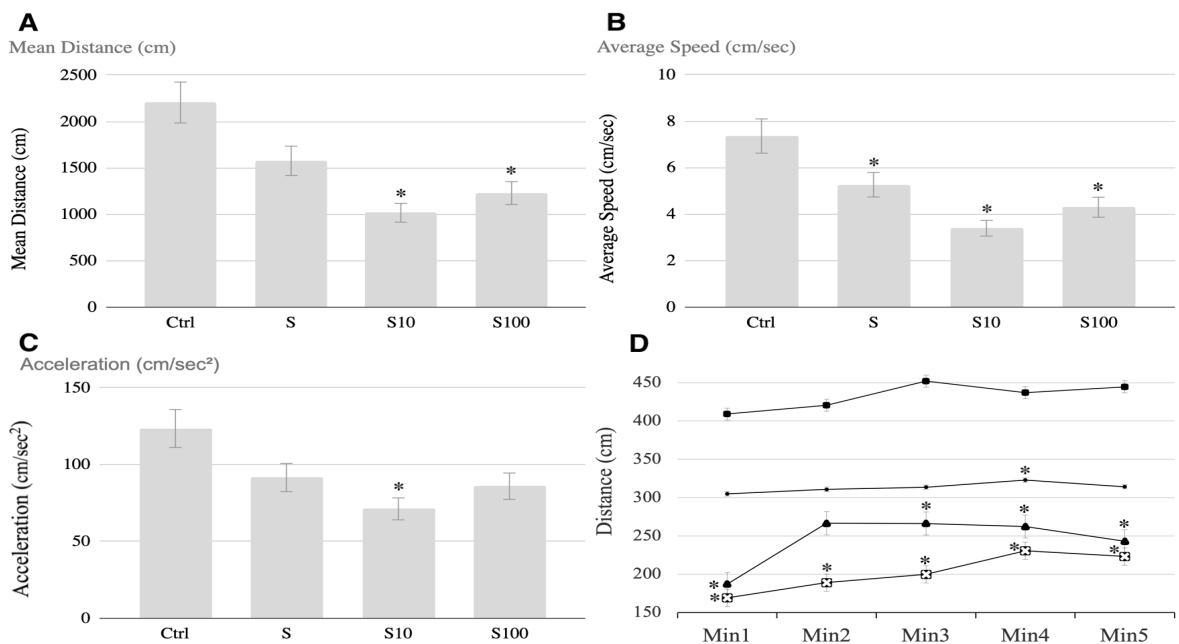 A
Mean Distance (cm)
Mean Distance (cm)
2500
2000
1500
1000
500
0
*
*
Ctrl
S
S10
S100
B
Average Speed (cm/sec)
Average Speed (cm/sec)
10
8
6
4
2
0
*
*
*
Ctrl
S
S10
S100
C
Acceleration (cm/sec²)
Acceleration (cm/sec²)
150
100
50
0
*
Ctrl
S
S10
S100
D
Distance (cm)
450
400
350
300
250
200
150
*
*
*
*
*
*
*
*
*
*
Min1
Min2
Min3
Min4
Min5